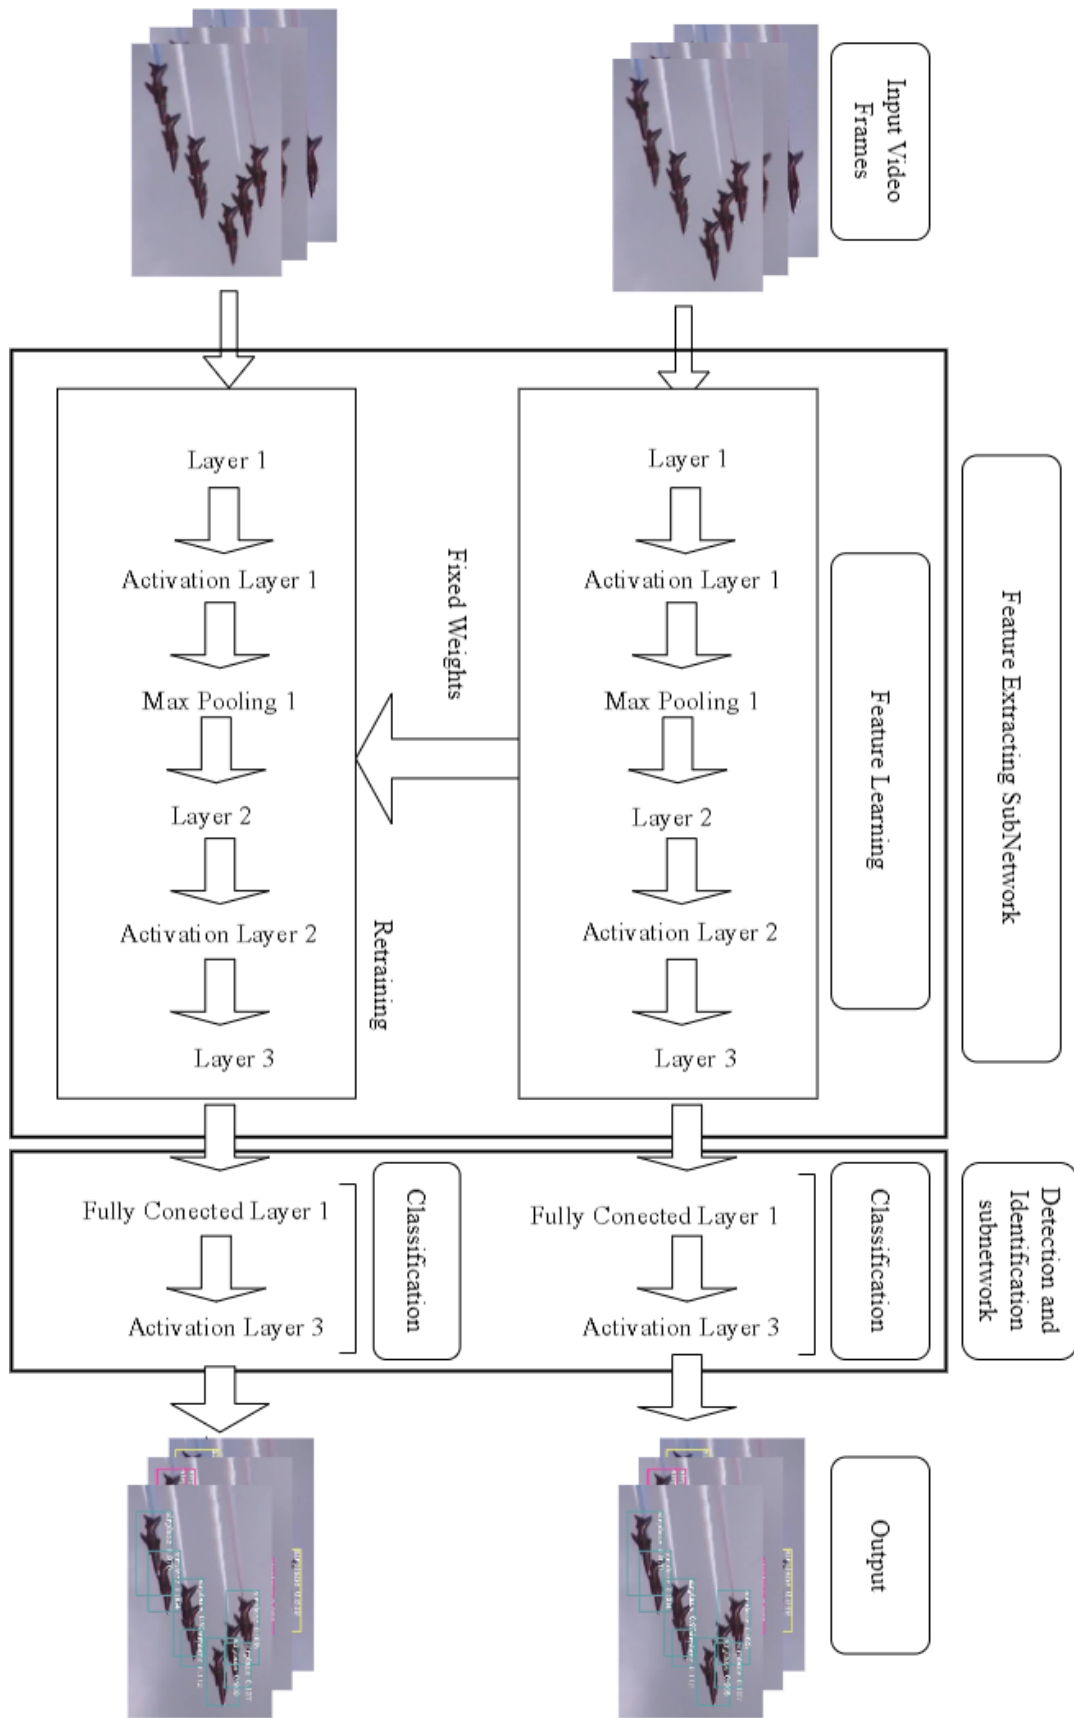 Input Video
Frames
Feature Extracting SubNetwork
Feature Learning
Layer 1
Activation Layer 1
Max Pooling 1
Layer 2
Activation Layer 2
Layer 3
Fixed Weights
Retraining
Layer 1
Activation Layer 1
Max Pooling 1
Layer 2
Activation Layer 2
Layer 3
Detection and
Identification
subnetwork
Classification
Fully Conected Layer 1
Activation Layer 3
Classification
Fully Conected Layer 1
Activation Layer 3
Output